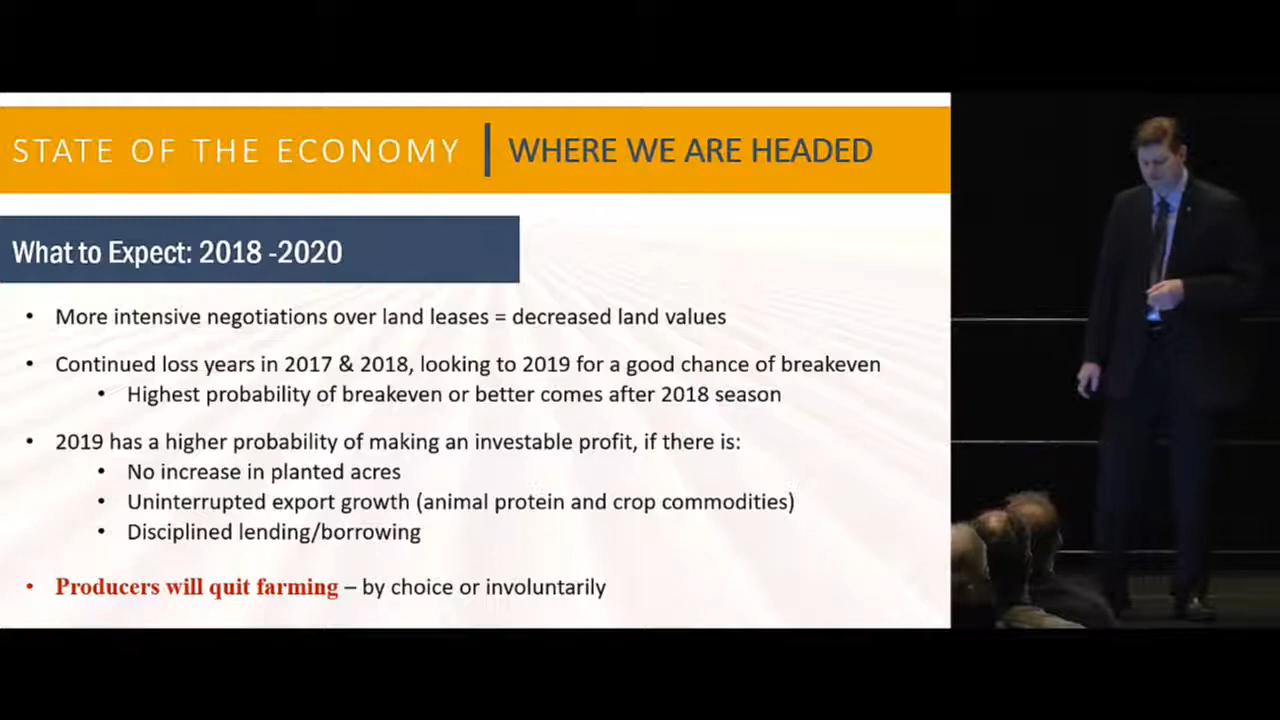 STATE OF THE ECONOMY | WHERE WE ARE HEADED
What to Expect: 2018 -2020
• More intensive negotiations over land leases = decreased land values
• Continued loss years in 2017 & 2018, looking to 2019 for a good chance of breakeven
• Highest probability of breakeven or better comes after 2018 season
• 2019 has a higher probability of making an investable profit, if there is:
• No increase in planted acres
• Uninterrupted export growth (animal protein and crop commodities)
• Disciplined lending/borrowing
• Producers will quit farming – by choice or involuntarily